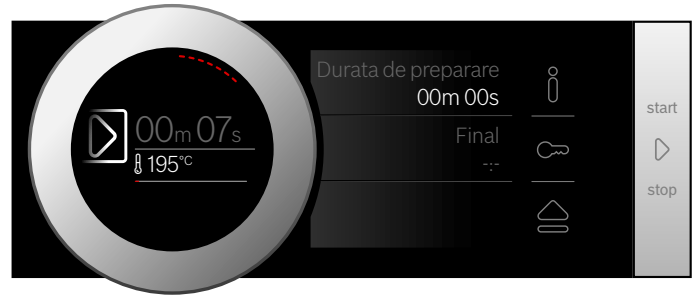 00m 07s
195°C
Durata de preparare
00m 00s
Final
-:-
start
stop